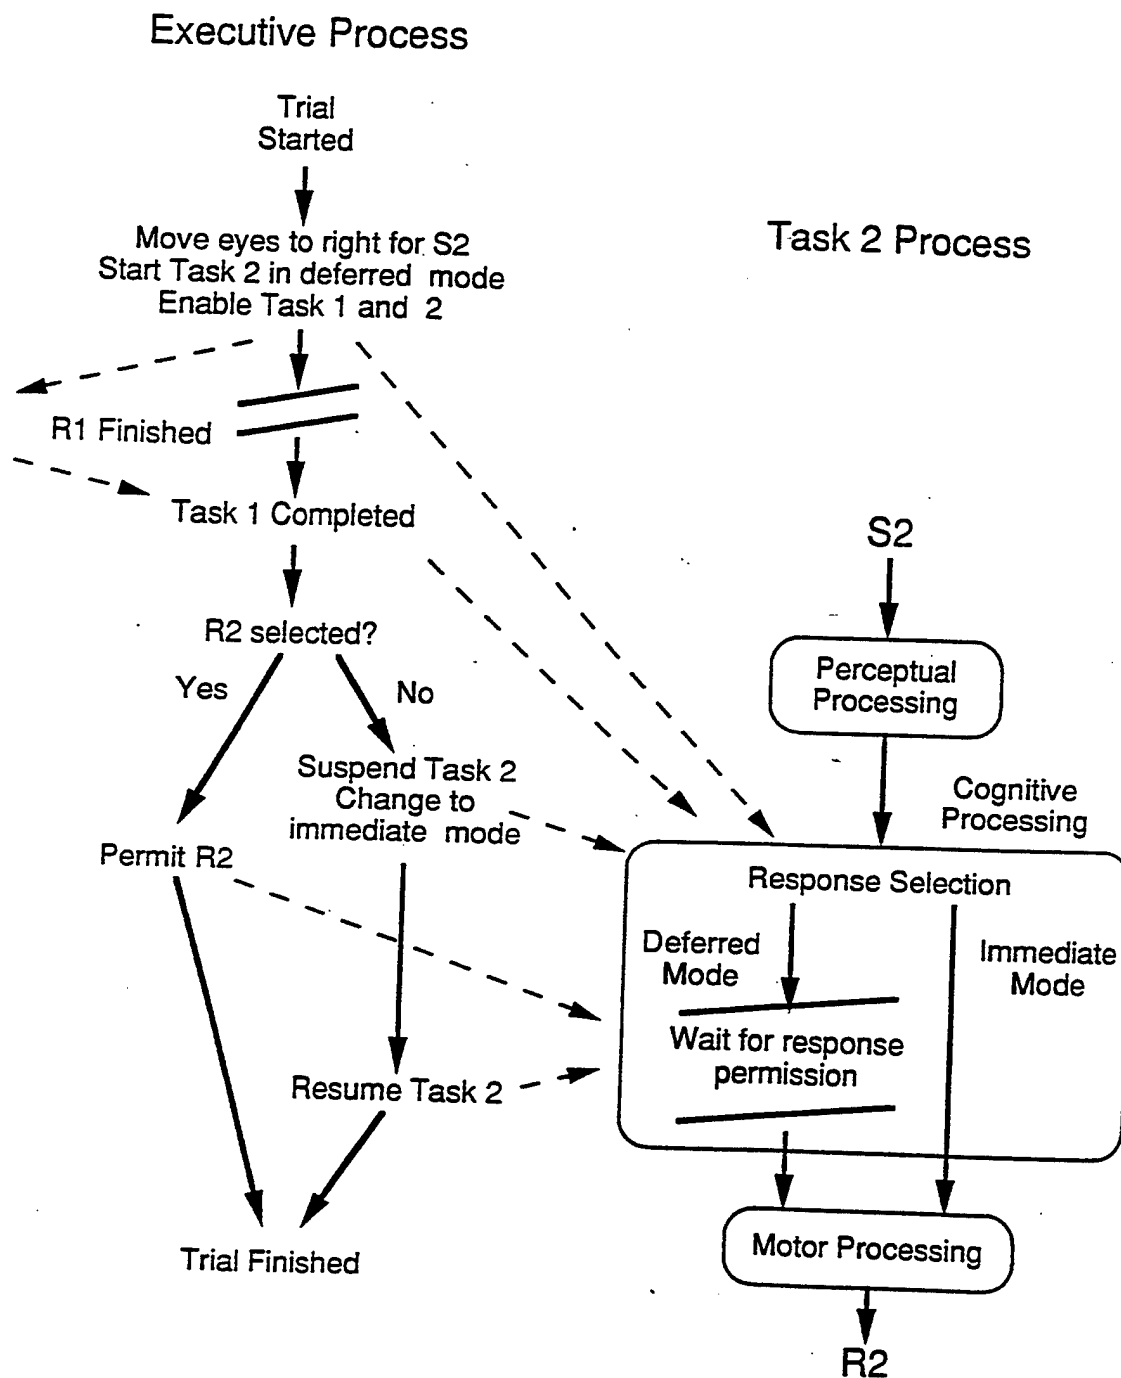 Executive Process
Trial
Started
Move eyes to right for S2
Start Task 2 in deferred mode
Enable Task 1 and 2
R1 Finished
Task 1 Completed
R2 selected?
Yes
No
Suspend Task 2
Change to
immediate mode
Permit R2
Resume Task 2
Trial Finished
Task 2 Process
S2
Perceptual
Processing
Cognitive
Processing
Response Selection
Deferred
Mode
Immediate
Mode
Wait for response
permission
Motor Processing
R2